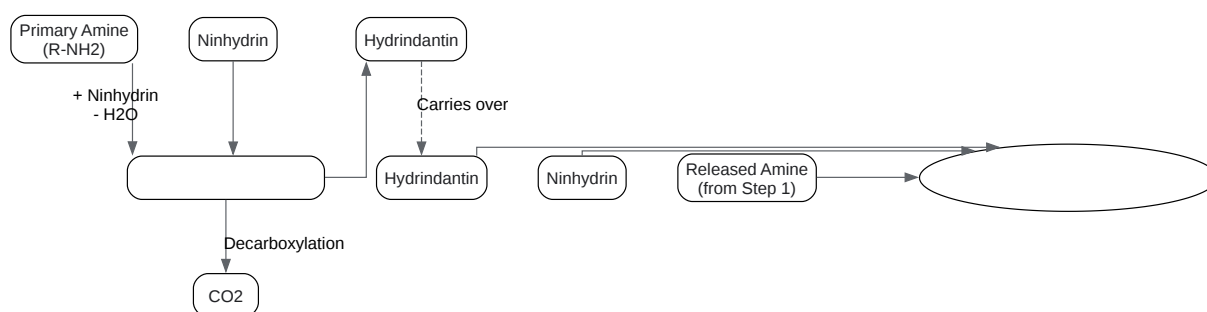 Primary Amine
(R-NH2)
Ninhydrin
Hydrindantin
+ Ninhydrin
- H2O
Carries over
Hydrindantin
Ninhydrin
Released Amine
(from Step 1)
Decarboxylation
CO2